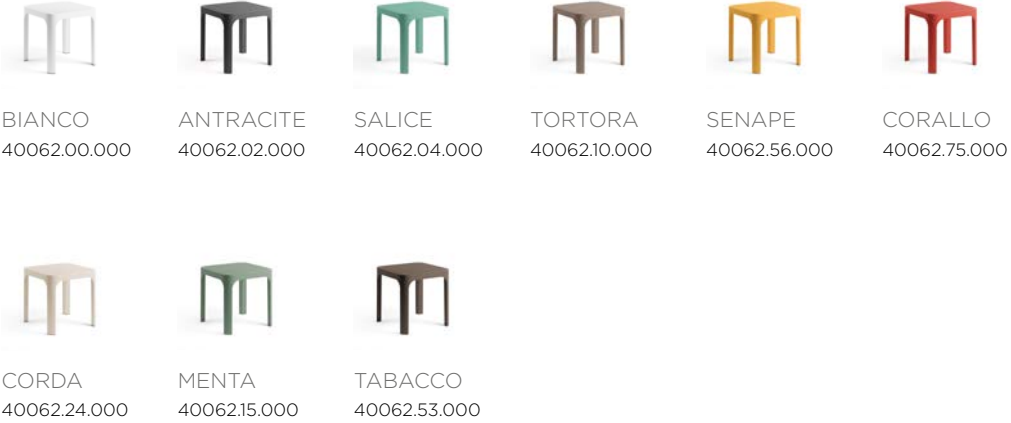 BIANCO
40062.00.000
ANTRACITE
40062.02.000
SALICE
40062.04.000
TORTORA
40062.10.000
SENAPE
40062.56.000
CORALLO
40062.75.000
CORDA
40062.24.000
MENTA
40062.15.000
TABACCO
40062.53.000